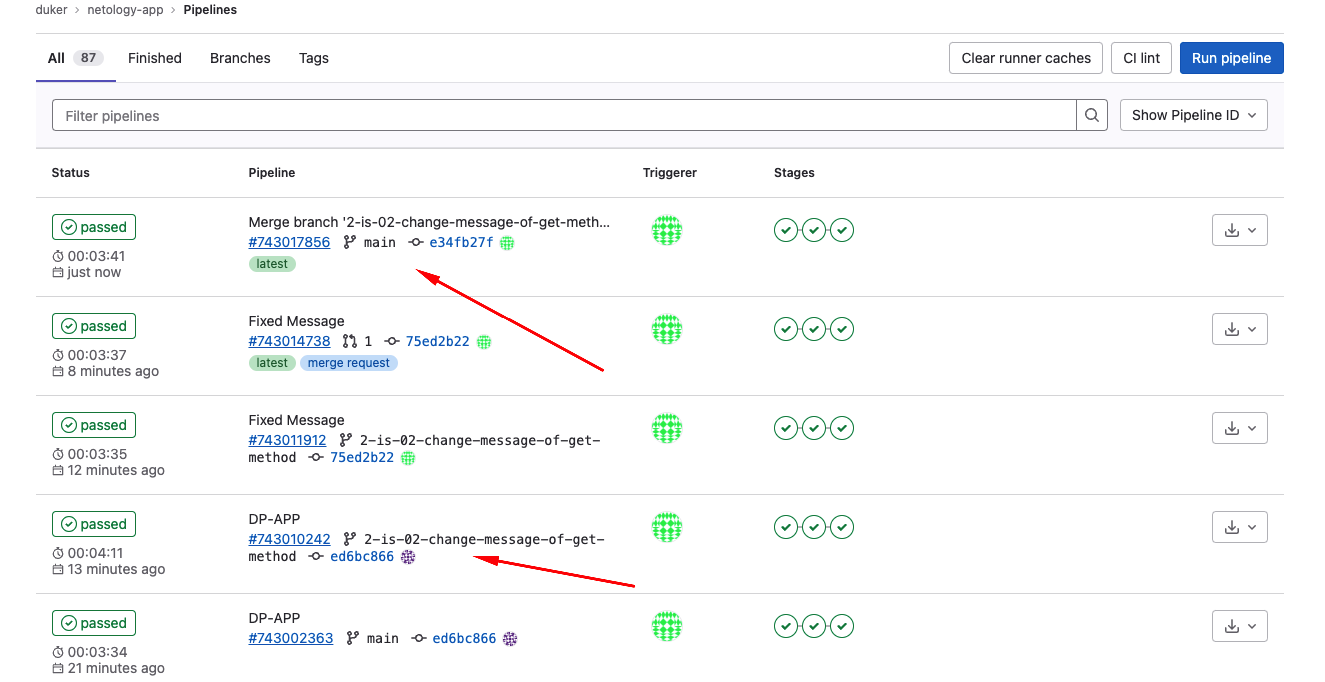 duker > netology-app > Pipelines
All 87 Finished Branches Tags Clear runner caches CI lint Run pipeline
Filter pipelines Show Pipeline ID
Status Pipeline Triggerer Stages
passed Merge branch '2-is-02-change-message-of-get-meth...
#743017856 main e34fb27f
00:03:41 latest
just now
passed Fixed Message
#743014738 1 75ed2b22
00:03:37 latest merge request
8 minutes ago
passed Fixed Message
#743011912 2-is-02-change-message-of-get-
00:03:35 method 75ed2b22
12 minutes ago
passed DP-APP
#743010242 2-is-02-change-message-of-get-
00:04:11 method ed6bc866
13 minutes ago
passed DP-APP
#743002363 main ed6bc866
00:03:34
21 minutes ago